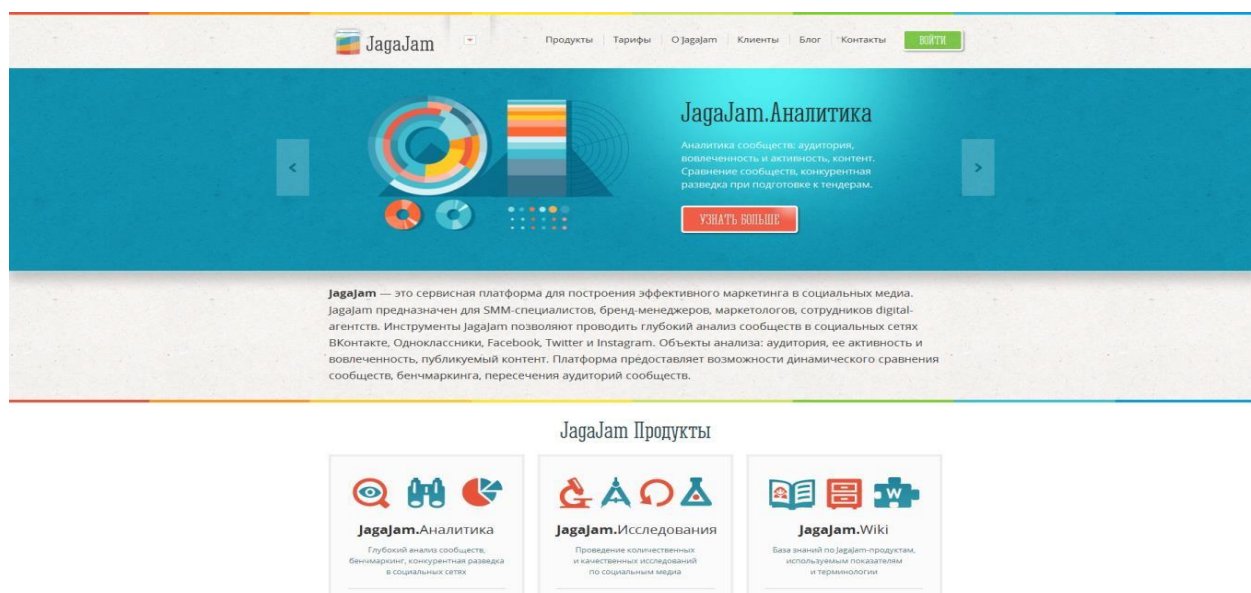 JagaJam
Продукты Тарифы О JagaJam Клиенты Блог Контакты ВОЙТИ
JagaJam.Аналитика
Аналитика сообществ: аудитория,
вовлеченность и активность, контент.
Сравнение сообществ, конкурентная
разведка при подготовке к тендерам.
УЗНАТЬ БОЛЬШЕ
JagaJam — это сервисная платформа для построения эффективного маркетинга в социальных медиа.
JagaJam предназначен для SMM-специалистов, бренд-менеджеров, маркетологов, сотрудников digital-
агентств. Инструменты JagaJam позволяют проводить глубокий анализ сообществ в социальных сетях
ВКонтакте, Одноклассники, Facebook, Twitter и Instagram. Объекты анализа: аудитория, ее активность и
вовлеченность, публикуемый контент. Платформа предоставляет возможности динамического сравнения
сообществ, бенчмаркинга, пересечения аудиторий сообществ.
JagaJam Продукты
W
JagaJam.Аналитика
Глубокий анализ сообществ,
бенчмаркинг, конкурентная разведка
в социальных сетях
JagaJam.Исследования
Проведение количественных
и качественных исследований
по социальным медиа
JagaJam.Wiki
База знаний по JagaJam-продуктам,
используемым показателям
и терминологии